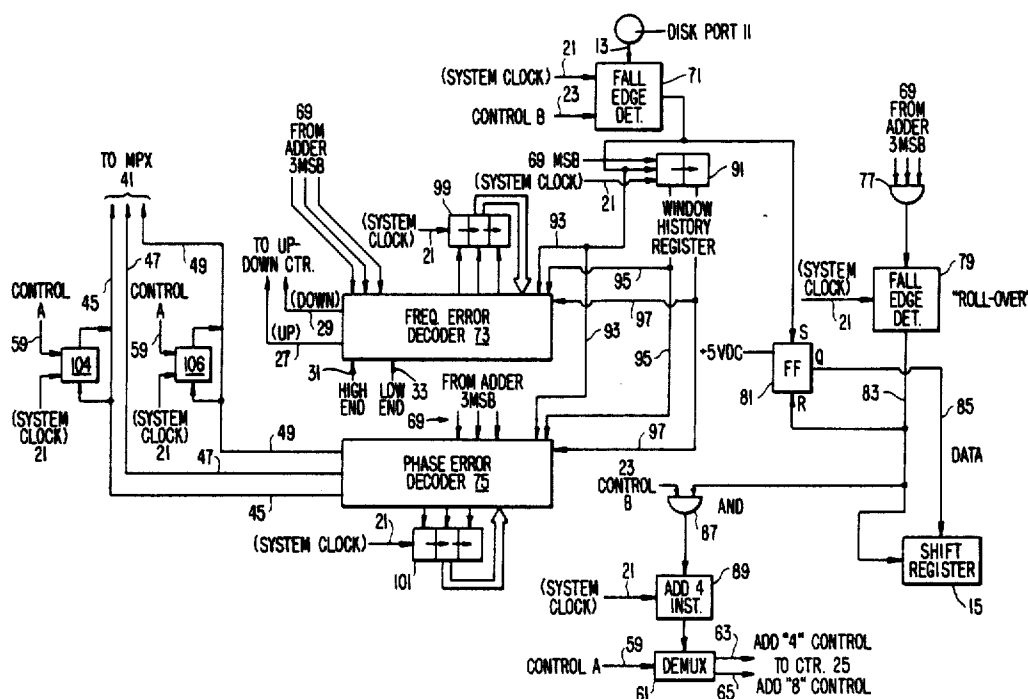 DISK PORT 11
13
21
(SYSTEM CLOCK)
FALL EDGE DET.
71
23
CONTROL B
69
FROM ADDER 3MSB
69
FROM ADDER 3MSB
77
TO MPX 41
69 MSB
(SYSTEM CLOCK)
21
91
WINDOW HISTORY REGISTER
99
(SYSTEM CLOCK)
21
93
49
47
45
TO UP-DOWN CTR.
(DOWN)
29
(UP)
27
FREQ. ERROR DECODER 73
95
97
93
95
31
HIGH END
LOW END
33
(SYSTEM CLOCK)
21
FALL EDGE DET.
79
"ROLL-OVER"
CONTROL A
59
104
(SYSTEM CLOCK) 21
CONTROL A
59
106
(SYSTEM CLOCK) 21
+5VDC
S
FF
Q
R
81
83
85
DATA
FROM ADDER 3MSB
69
49
47
45
PHASE ERROR DECODER 75
97
23
CONTROL B
AND
87
(SYSTEM CLOCK)
21
101
SHIFT REGISTER
15
(SYSTEM CLOCK)
21
ADD 4 INST.
89
CONTROL A
59
DEMUX
61
63
65
ADD "4" CONTROL
TO CTR. 25
ADD "8" CONTROL